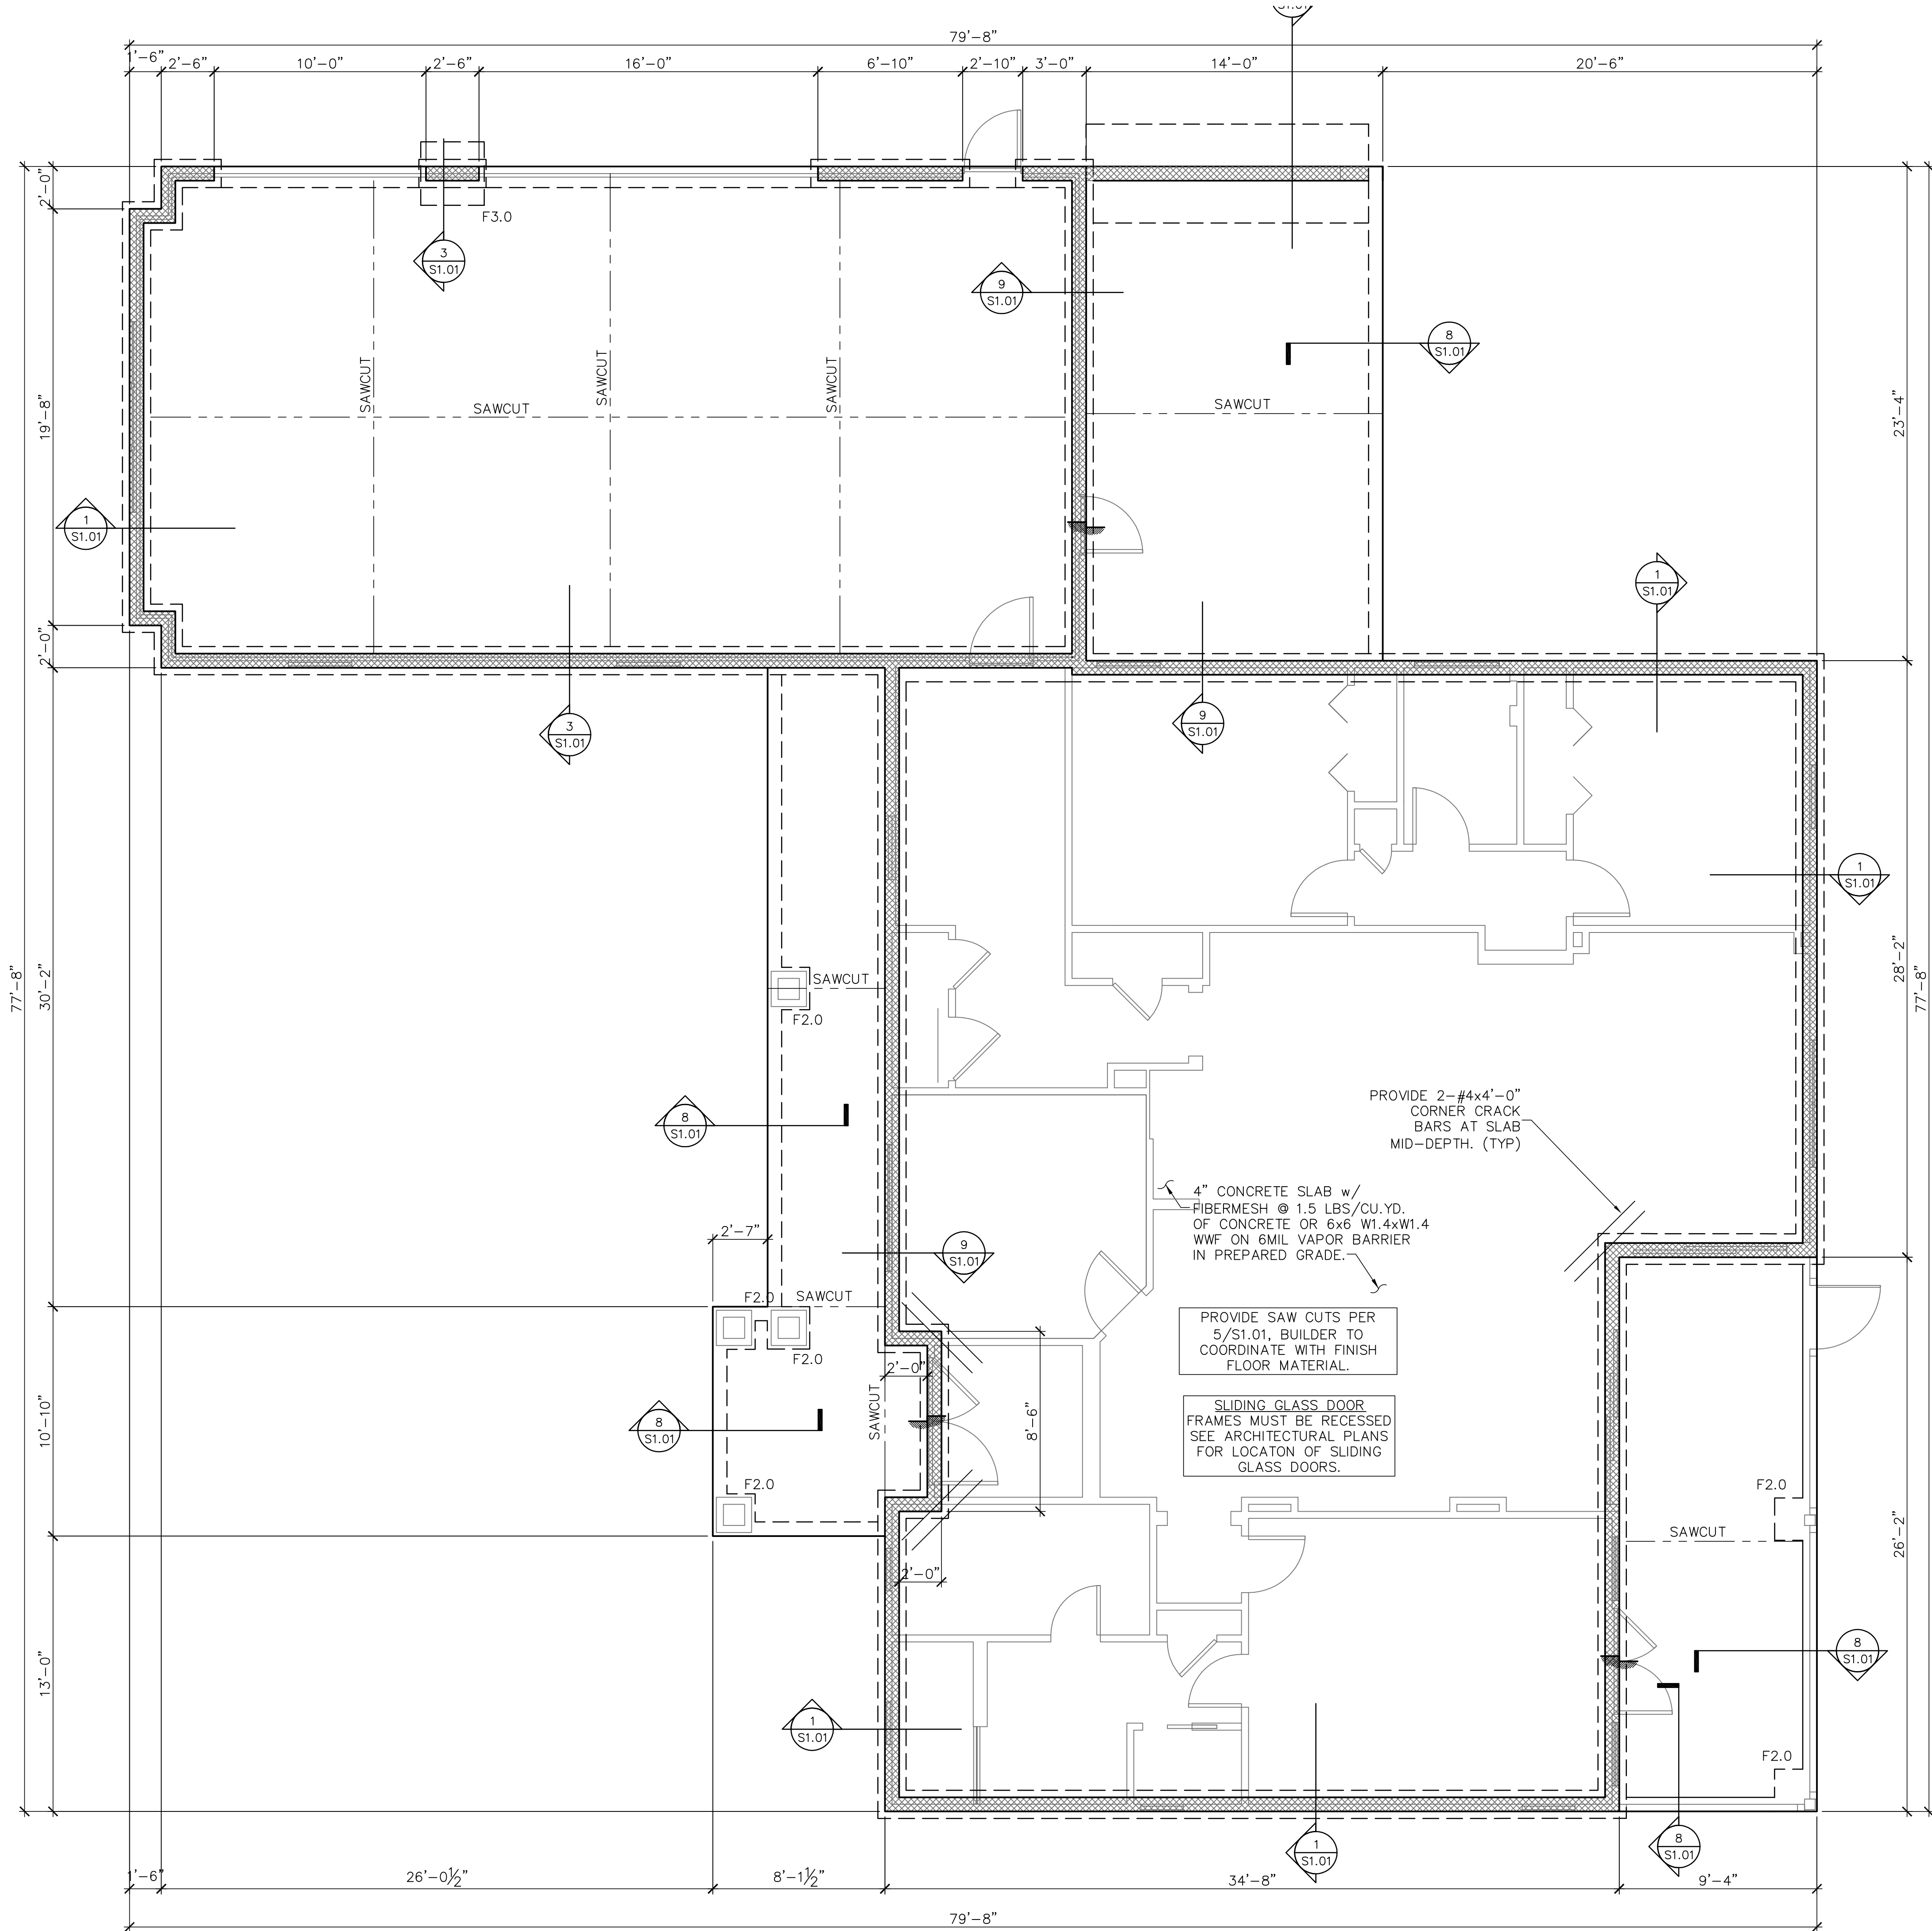 S1.01
79'-8"
1'-6" 2'-6" 10'-0" 2'-6" 16'-0" 6'-10" 2'-10" 3'-0" 14'-0" 20'-6"
2'-0"
F3.0
3
S1.01
9
S1.01
8
S1.01
SAWCUT
SAWCUT
SAWCUT
SAWCUT
SAWCUT
19'-8"
23'-4"
1
S1.01
1
S1.01
2'-0"
3
S1.01
9
S1.01
1
S1.01
77'-8"
30'-2"
SAWCUT
F2.0
28'-2"
77'-8"
8
S1.01
PROVIDE 2-#4x4'-0"
CORNER CRACK
BARS AT SLAB
MID-DEPTH. (TYP)
4" CONCRETE SLAB w/
FIBERMESH @ 1.5 LBS/CU.YD.
OF CONCRETE OR 6x6 W1.4xW1.4
WWF ON 6MIL VAPOR BARRIER
IN PREPARED GRADE.
2'-7"
9
S1.01
F2.0
SAWCUT
F2.0
PROVIDE SAW CUTS PER
5/S1.01, BUILDER TO
COORDINATE WITH FINISH
FLOOR MATERIAL.
2'-0"
SAWCUT
8'-6"
10'-10"
8
S1.01
SLIDING GLASS DOOR
FRAMES MUST BE RECESSED
SEE ARCHITECTURAL PLANS
FOR LOCATON OF SLIDING
GLASS DOORS.
F2.0
F2.0
SAWCUT
26'-2"
2'-0"
13'-0"
8
S1.01
1
S1.01
F2.0
1
S1.01
8
S1.01
1'-6" 26'-0½" 8'-1½" 34'-8" 9'-4"
79'-8"